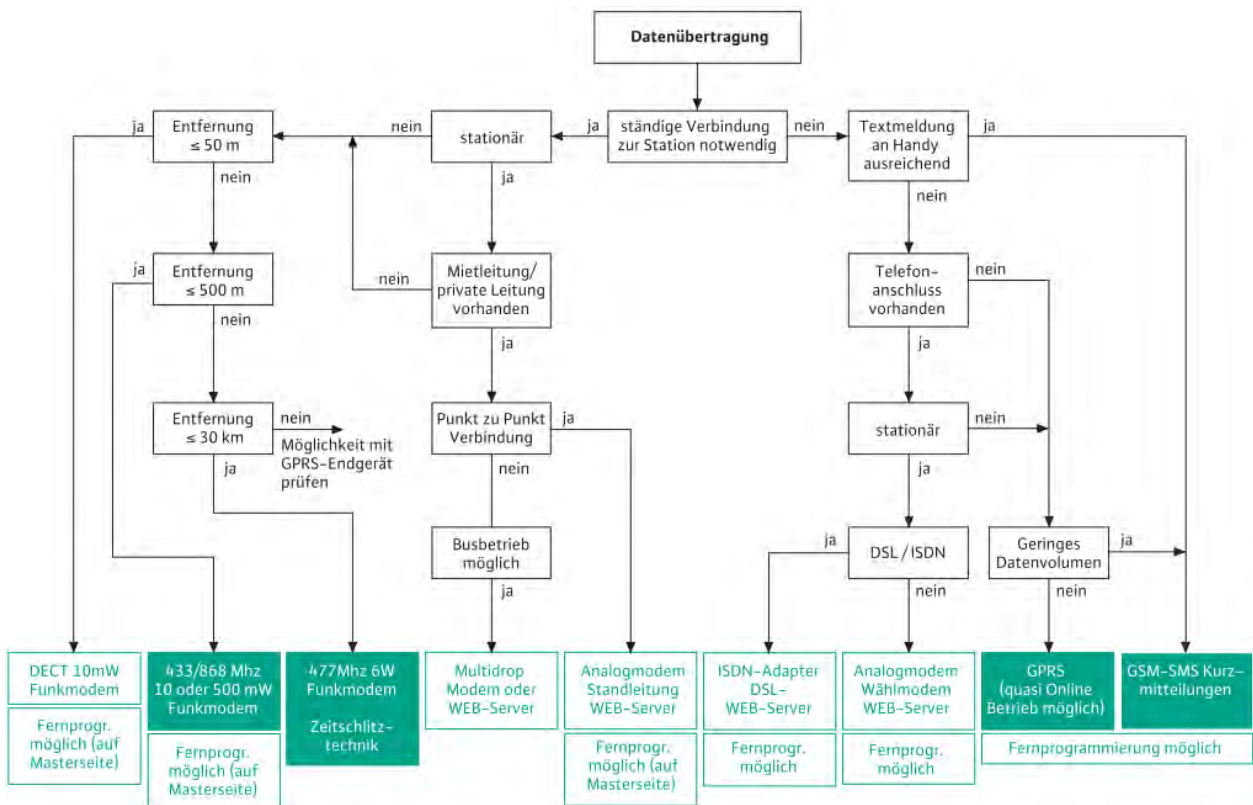 Datenübertragung
ja
Entfernung
≤ 50 m
nein
stationär
ja
ständige Verbindung
zur Station notwendig
nein
Textmeldung
an Handy
ausreichend
ja
nein
ja
nein
ja
Entfernung
≤ 500 m
nein
Mietleitung/
private Leitung
vorhanden
Telefon-
anschluss
vorhanden
nein
nein
ja
ja
Entfernung
≤ 30 km
nein
Möglichkeit mit
GPRS-Endgerät
prüfen
ja
Punkt zu Punkt
Verbindung
ja
nein
stationär
nein
ja
Busbetrieb
möglich
ja
ja
DSL / ISDN
nein
Geringes
Datenvolumen
ja
nein
DECT 10mW
Funkmodem
433/868 Mhz
10 oder 500 mW
Funkmodem
477Mhz 6W
Funkmodem
Zeitschlitz-
technik
Multidrop
Modem oder
WEB-Server
Analogmodem
Standleitung
WEB-Server
ISDN-Adapter
DSL-
WEB-Server
Analogmodem
Wählmodem
WEB-Server
GPRS
(quasi Online
Betrieb möglich)
GSM-SMS Kurz-
mitteilungen
Fernprogr.
möglich (auf
Masterseite)
Fernprogr.
möglich (auf
Masterseite)
Fernprogr.
möglich (auf
Masterseite)
Fernprogr.
möglich
Fernprogr.
möglich
Fernprogrammierung möglich